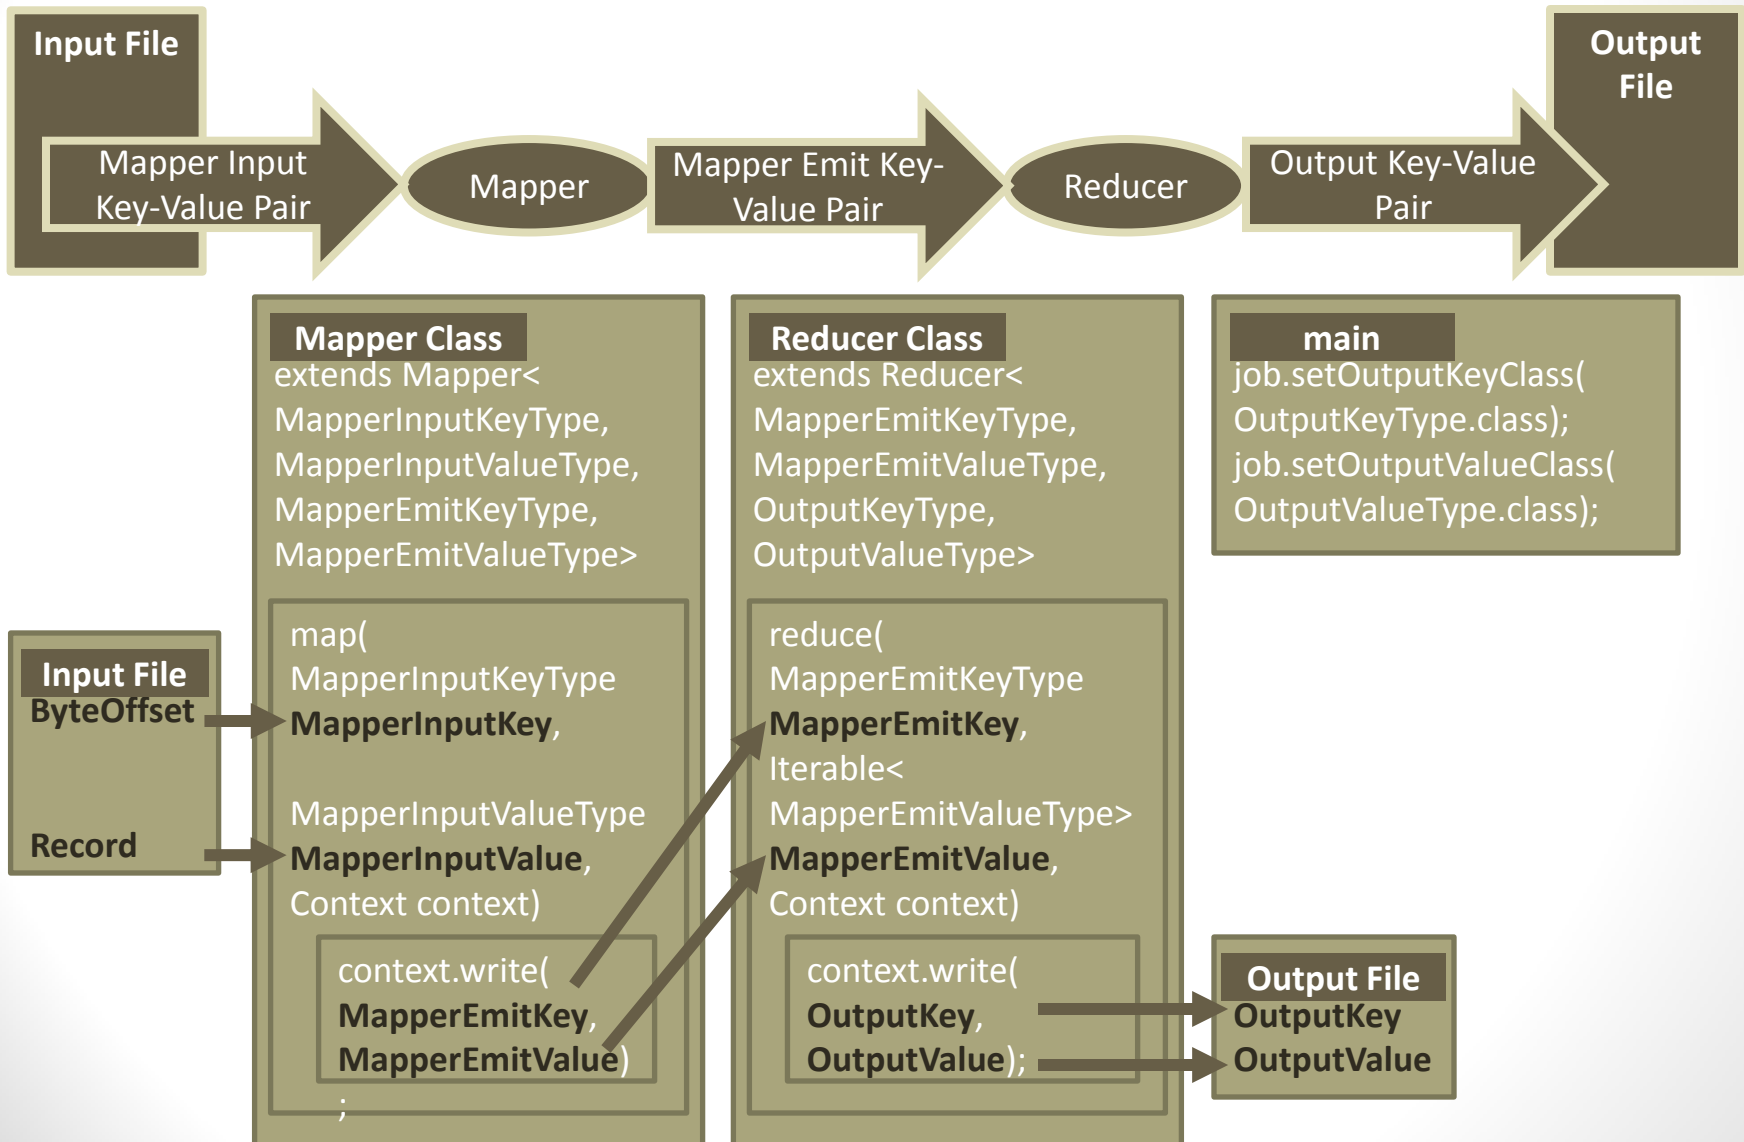 Input File
Mapper Input
Key-Value Pair
Mapper
Mapper Emit Key-
Value Pair
Reducer
Output Key-Value
Pair
Output
File
Mapper Class
extends Mapper<
MapperInputKeyType,
MapperInputValueType,
MapperEmitKeyType,
MapperEmitValueType>
map(
MapperInputKeyType
MapperInputKey,
MapperInputValueType
MapperInputValue,
Context context)
context.write(
MapperEmitKey,
MapperEmitValue)
;
Reducer Class
extends Reducer<
MapperEmitKeyType,
MapperEmitValueType,
OutputKeyType,
OutputValueType>
reduce(
MapperEmitKeyType
MapperEmitKey,
Iterable<
MapperEmitValueType>
MapperEmitValue,
Context context)
context.write(
OutputKey,
OutputValue);
main
job.setOutputKeyClass(
OutputKeyType.class);
job.setOutputValueClass(
OutputValueType.class);
Input File
ByteOffset
Record
Output File
OutputKey
OutputValue